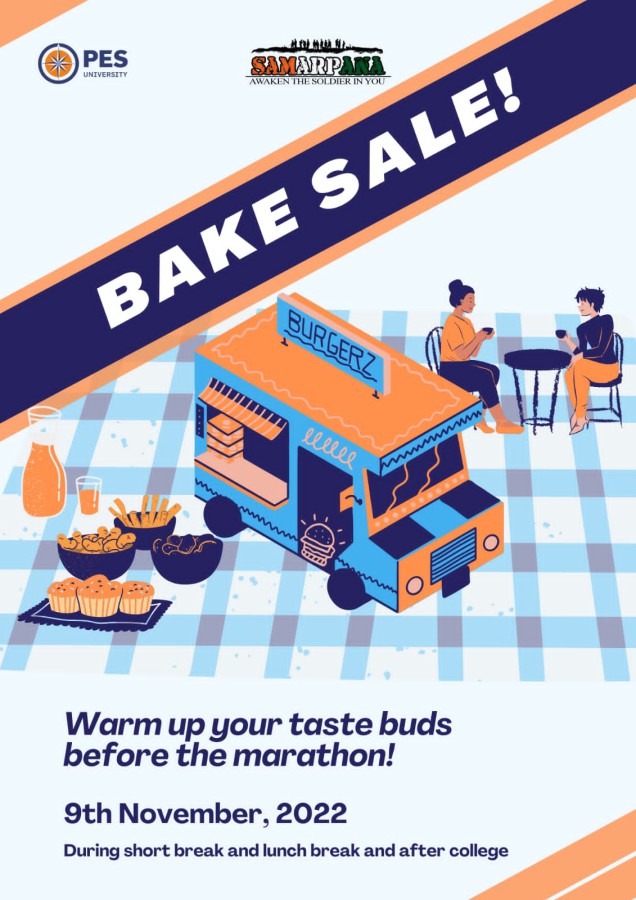 PES
UNIVERSITY
SAMARPANA
AWAKEN THE SOLDIER IN YOU
BAKE SALE!
BURGERZ
Warm up your taste buds
before the marathon!
9th November, 2022
During short break and lunch break and after college